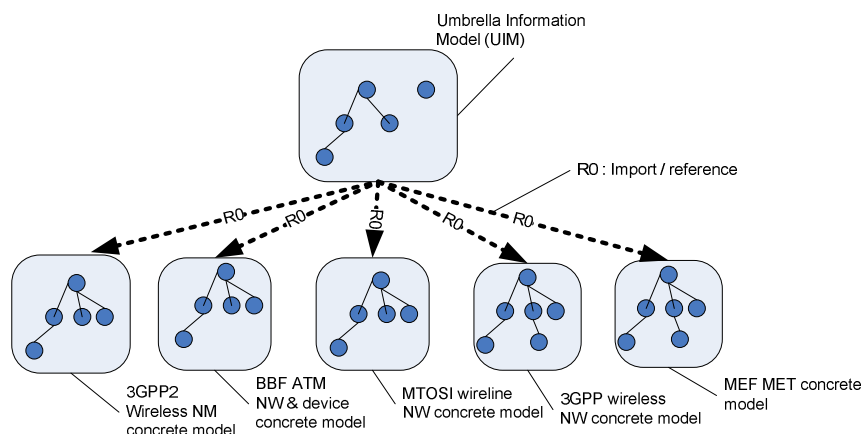 Umbrella Information
Model (UIM)
R0 : Import / reference
R0
R0
R0
R0
R0
3GPP2
Wireless NM
concrete model
BBF ATM
NW & device
concrete model
MTOSI wireline
NW concrete model
3GPP wireless
NW concrete model
MEF MET concrete
model